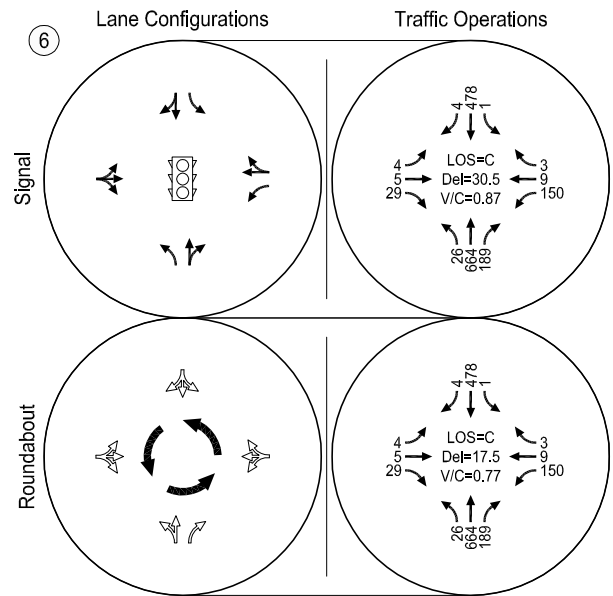 Lane Configurations
Traffic Operations
6
Signal
4 478 1
4
5
29
LOS=C
Del=30.5
V/C=0.87
3
9
150
26 664 189
Roundabout
4 478 1
4
5
29
LOS=C
Del=17.5
V/C=0.77
3
9
150
26 664 189